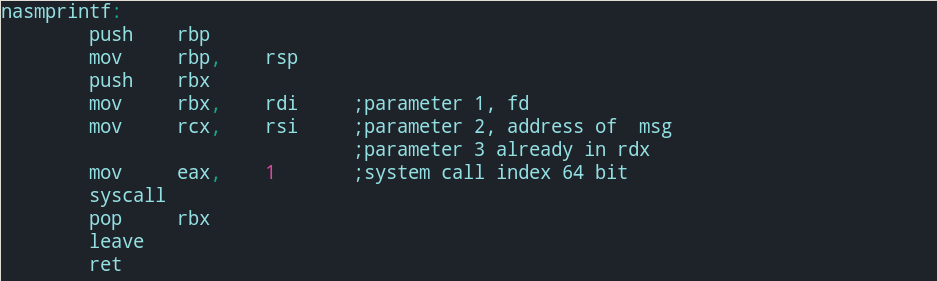 nasmprintf:
        push    rbp
        mov     rbp,    rsp
        push    rbx
        mov     rbx,    rdi     ;parameter 1, fd
        mov     rcx,    rsi     ;parameter 2, address of  msg
                                ;parameter 3 already in rdx
        mov     eax,    1       ;system call index 64 bit
        syscall
        pop     rbx
        leave
        ret